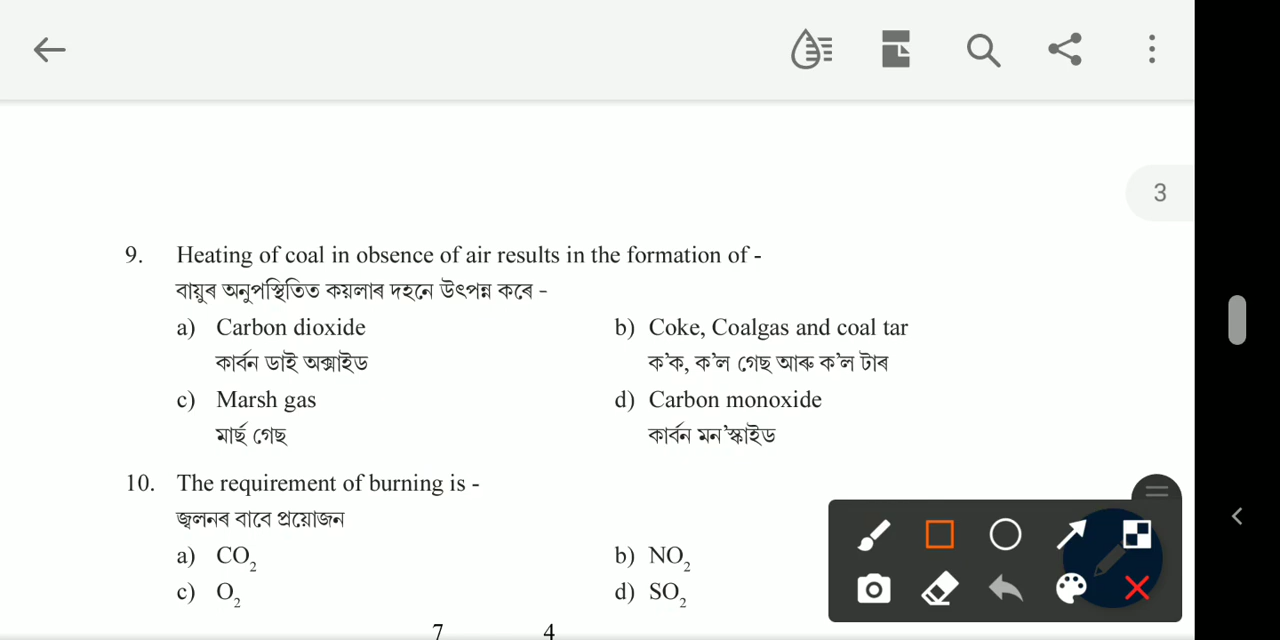 3
9. Heating of coal in obsence of air results in the formation of -
বায়ুৰ অনুপস্থিতিত কয়লাৰ দহনে উৎপন্ন কৰে -
a) Carbon dioxide b) Coke, Coalgas and coal tar
কাৰ্বন ডাই অক্সাইড ক'ক, ক'ল গেছ আৰু ক'ল টাৰ
c) Marsh gas d) Carbon monoxide
মাৰ্ছ গেছ কাৰ্বন মন'স্কাইড
10. The requirement of burning is -
জ্বলনৰ বাবে প্রয়োজন
a) CO₂ b) NO₂
c) O₂ d) SO₂
7 4